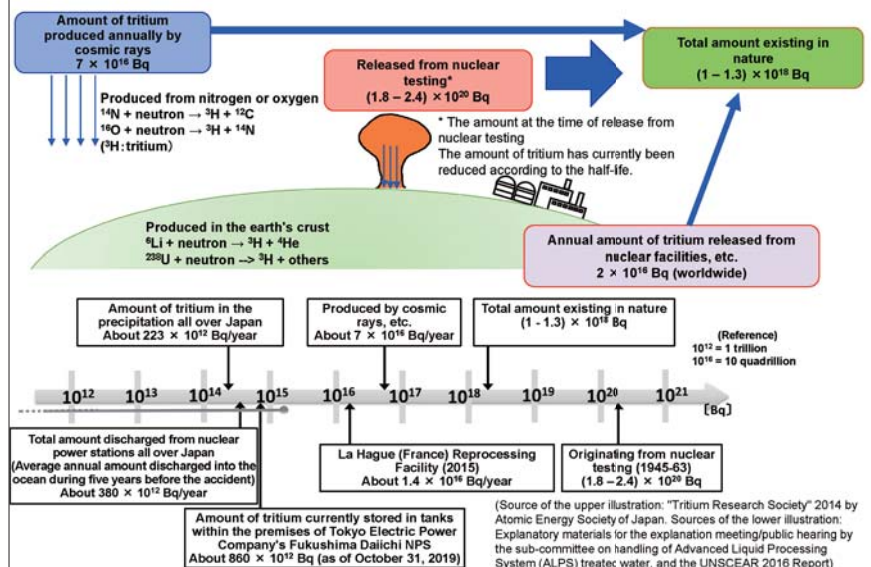 Amount of tritium
produced annually by
cosmic rays
7 × 10¹⁶ Bq
Total amount existing in
nature
(1 – 1.3) × 10¹⁸ Bq
Released from nuclear
testing*
(1.8 – 2.4) × 10²⁰ Bq
Produced from nitrogen or oxygen
¹⁴N + neutron → ³H + ¹²C
¹⁶O + neutron → ³H + ¹⁴N
(³H:tritium)
* The amount at the time of release from
nuclear testing
The amount of tritium has currently been
reduced according to the half-life.
Produced in the earth's crust
⁶Li + neutron → ³H + ⁴He
²³⁸U + neutron --> ³H + others
Annual amount of tritium released from
nuclear facilities, etc.
2 × 10¹⁶ Bq (worldwide)
Amount of tritium in the
precipitation all over Japan
About 223 × 10¹² Bq/year
Produced by cosmic
rays, etc.
About 7 × 10¹⁶ Bq/year
Total amount existing in nature
(1 - 1.3) × 10¹⁸ Bq
(Reference)
10¹² = 1 trillion
10¹⁶ = 10 quadrillion
10¹² 10¹³ 10¹⁴ 10¹⁵ 10¹⁶ 10¹⁷ 10¹⁸ 10¹⁹ 10²⁰ 10²¹
[Bq]
Total amount discharged from nuclear
power stations all over Japan
(Average annual amount discharged into the
ocean during five years before the accident)
About 380 × 10¹² Bq/year
La Hague (France) Reprocessing
Facility (2015)
About 1.4 × 10¹⁶ Bq/year
Originating from nuclear
testing (1945-63)
(1.8 – 2.4) × 10²⁰ Bq
Amount of tritium currently stored in tanks
within the premises of Tokyo Electric Power
Company's Fukushima Daiichi NPS
About 860 × 10¹² Bq (as of October 31, 2019)
(Source of the upper illustration: "Tritium Research Society" 2014 by
Atomic Energy Society of Japan. Sources of the lower illustration:
Explanatory materials for the explanation meeting/public hearing by
the sub-committee on handling of Advanced Liquid Processing
System (ALPS) treated water, and the UNSCEAR 2016 Report)